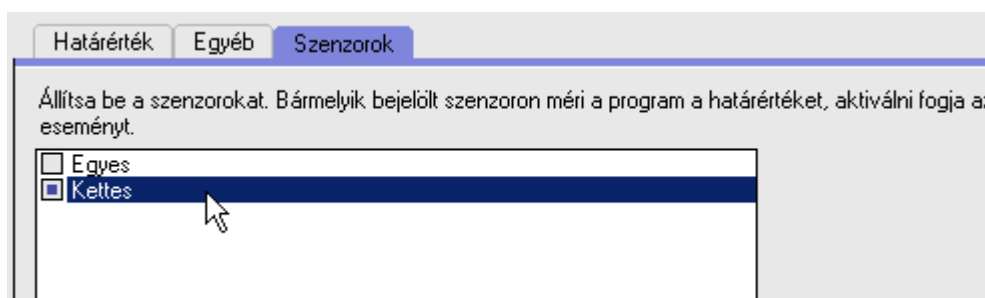 Határérték Egyéb Szenzorok
Állítsa be a szenzorokat. Bármelyik bejelölt szenzoron méri a program a határértéket, aktiválni fogja az
eseményt.
Egyes
Kettes